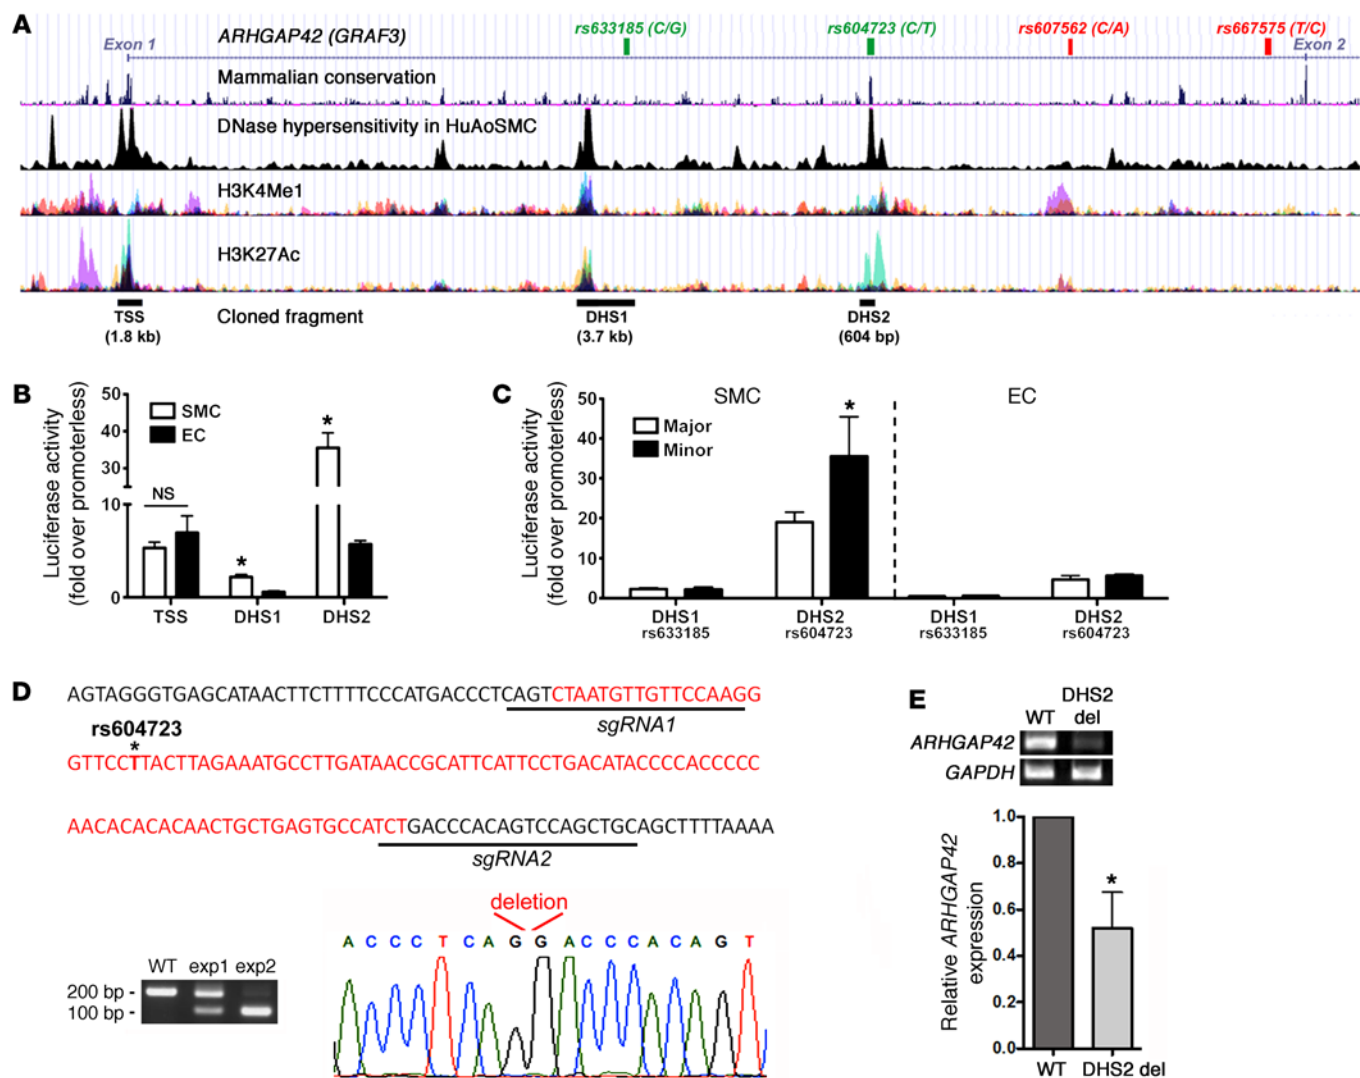 A
rs633185 (C/G)
rs604723 (C/T)
rs607562 (C/A)
rs667575 (T/C)
Exon 1
ARHGAP42 (GRAF3)
Exon 2
Mammalian conservation
DNase hypersensitivity in HuAoSMC
H3K4Me1
H3K27Ac
TSS
(1.8 kb)
Cloned fragment
DHS1
(3.7 kb)
DHS2
(604 bp)
B
Luciferase activity
(fold over promoterless)
50
40
30
10
0
SMC
EC
NS
*
*
TSS
DHS1
DHS2
C
Luciferase activity
(fold over promoterless)
50
40
30
20
10
0
SMC
EC
Major
Minor
*
DHS1
rs633185
DHS2
rs604723
DHS1
rs633185
DHS2
rs604723
D
AGTAGGGTGAGCATAACTTCTTTTCCCATGACCCTCAGTCTAATGTTGTTCCAAGG
sgRNA1
rs604723
*
GTTCCTTACTTAGAAATGCCTTGATAACCGCATTCATTCCTGACATACCCCACCCCC
AACACACACAACTGCTGAGTGCCATCTGACCCACAGTCCAGCTGCAGCTTTTAAAA
sgRNA2
deletion
A C C C T C A G G A C C C A C A G T
WT exp1 exp2
200 bp -
100 bp -
E
WT
DHS2
del
ARHGAP42
GAPDH
Relative ARHGAP42
expression
1.0
0.8
0.6
0.4
0.2
0.0
*
WT
DHS2 del